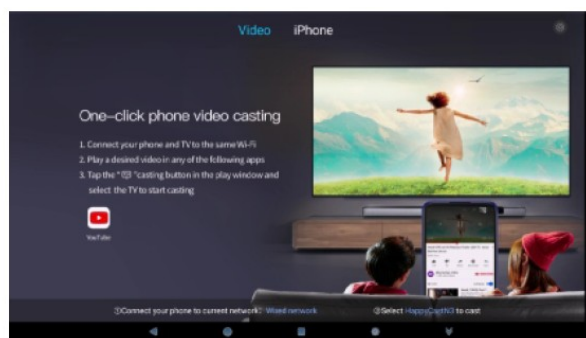 Video iPhone
One-click phone video casting
1. Connect your phone and TV to the same Wi-Fi
2. Play a desired video in any of the following apps
3. Tap the " " casting button in the play window and
select the TV to start casting
YouTube
①Connect your phone to current network: Wired network ②Select HappyCast to cast